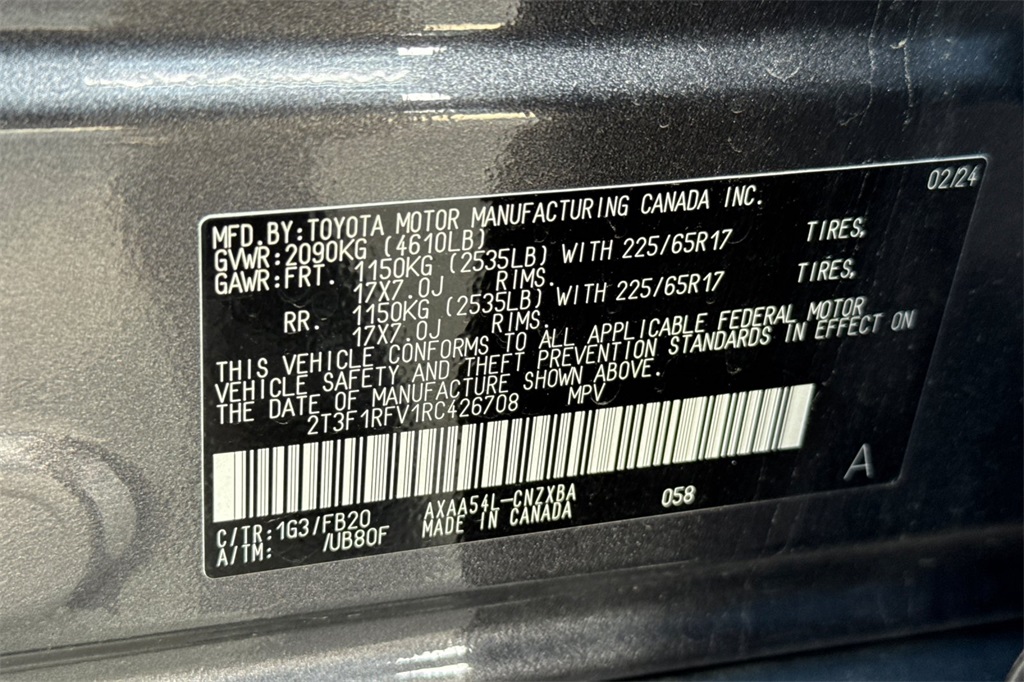 02/24
MFD.BY:TOYOTA MOTOR MANUFACTURING CANADA INC.
GVWR:2090KG (4610LB)
GAWR:FRT. 1150KG (2535LB) WITH 225/65R17 TIRES,
17X7.0J RIMS.
RR. 1150KG (2535LB) WITH 225/65R17 TIRES,
17X7.0J RIMS.
THIS VEHICLE CONFORMS TO ALL APPLICABLE FEDERAL MOTOR
VEHICLE SAFETY AND THEFT PREVENTION STANDARDS IN EFFECT ON
THE DATE OF MANUFACTURE SHOWN ABOVE.
2T3F1RFV1RC426708 MPV
A
C/TR:1G3/FB20 AXAA54L-CNZXBA 058
A/TM: /UB80F MADE IN CANADA